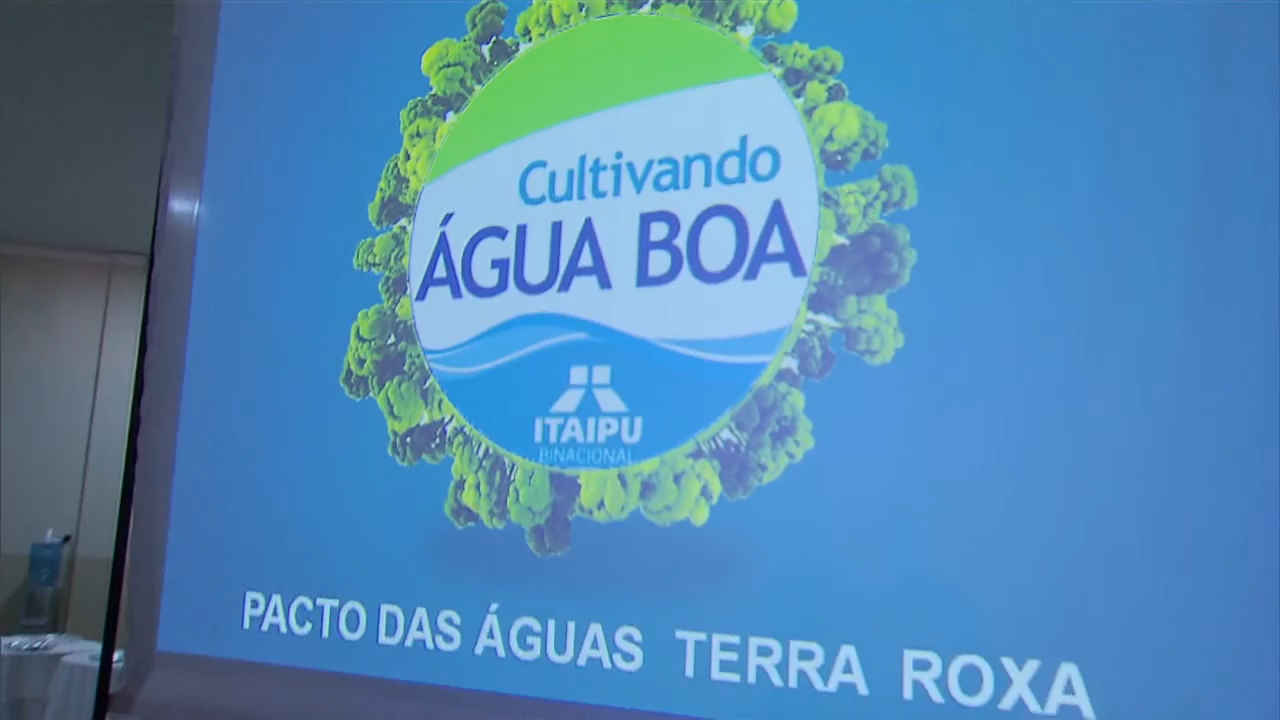 Cultivando
ÁGUA BOA
ITAIPU
BINACIONAL
PACTO DAS ÁGUAS TERRA ROXA